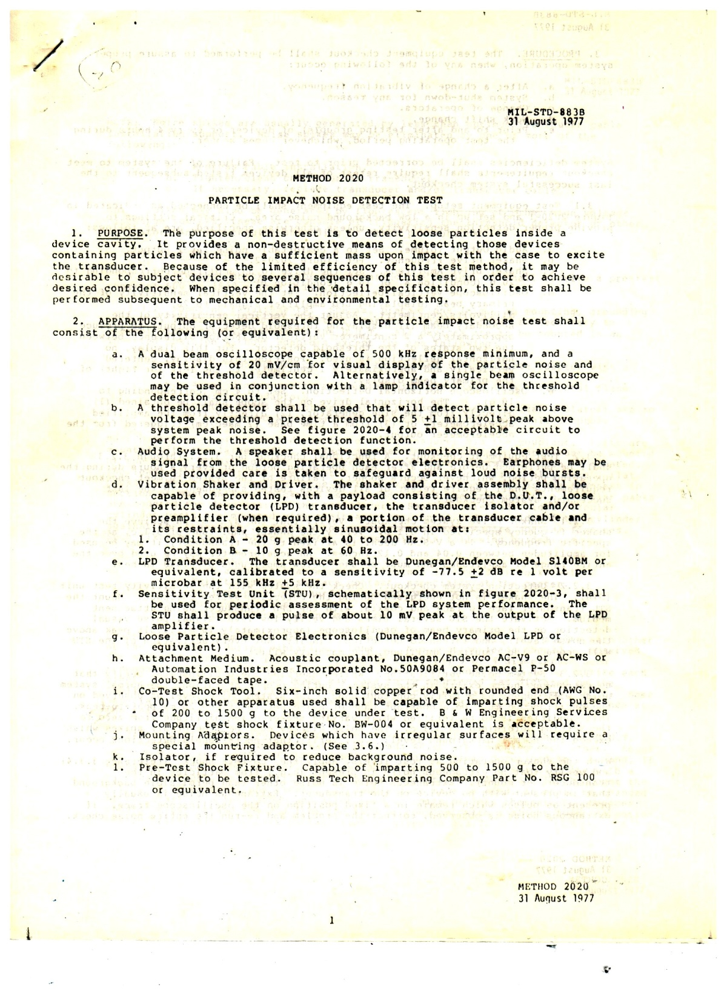 MIL-STD-883B
31 August 1977
METHOD 2020
PARTICLE IMPACT NOISE DETECTION TEST
1. PURPOSE. The purpose of this test is to detect loose particles inside a
device cavity. It provides a non-destructive means of detecting those devices
containing particles which have a sufficient mass upon impact with the case to excite
the transducer. Because of the limited efficiency of this test method, it may be
desirable to subject devices to several sequences of this test in order to achieve
desired confidence. When specified in the detail specification, this test shall be
performed subsequent to mechanical and environmental testing.
2. APPARATUS. The equipment required for the particle impact noise test shall
consist of the following (or equivalent):
a. A dual beam oscilloscope capable of 500 kHz response minimum, and a
sensitivity of 20 mV/cm for visual display of the particle noise and
of the threshold detector. Alternatively, a single beam oscilloscope
may be used in conjunction with a lamp indicator for the threshold
detection circuit.
b. A threshold detector shall be used that will detect particle noise
voltage exceeding a preset threshold of 5 ±1 millivolt peak above
system peak noise. See figure 2020-4 for an acceptable circuit to
perform the threshold detection function.
c. Audio System. A speaker shall be used for monitoring of the audio
signal from the loose particle detector electronics. Earphones may be
used provided care is taken to safeguard against loud noise bursts.
d. Vibration Shaker and Driver. The shaker and driver assembly shall be
capable of providing, with a payload consisting of the D.U.T., loose
particle detector (LPD) transducer, the transducer isolator and/or
preamplifier (when required), a portion of the transducer cable and
its restraints, essentially sinusoidal motion at:
1. Condition A - 20 g peak at 40 to 200 Hz.
2. Condition B - 10 g peak at 60 Hz.
e. LPD Transducer. The transducer shall be Dunegan/Endevco Model S140BM or
equivalent, calibrated to a sensitivity of -77.5 ±2 dB re 1 volt per
microbar at 155 kHz ±5 kHz.
f. Sensitivity Test Unit (STU), schematically shown in figure 2020-3, shall
be used for periodic assessment of the LPD system performance. The
STU shall produce a pulse of about 10 mV peak at the output of the LPD
amplifier.
g. Loose Particle Detector Electronics (Dunegan/Endevco Model LPD or
equivalent).
h. Attachment Medium. Acoustic couplant, Dunegan/Endevco AC-V9 or AC-WS or
Automation Industries Incorporated No.50A9084 or Permacel P-50
double-faced tape.
i. Co-Test Shock Tool. Six-inch solid copper rod with rounded end (AWG No.
10) or other apparatus used shall be capable of imparting shock pulses
of 200 to 1500 g to the device under test. B & W Engineering Services
Company test shock fixture No. BW-004 or equivalent is acceptable.
j. Mounting Adaptors. Devices which have irregular surfaces will require a
special mounting adaptor. (See 3.6.)
k. Isolator, if required to reduce background noise.
l. Pre-Test Shock Fixture. Capable of imparting 500 to 1500 g to the
device to be tested. Russ Tech Engineering Company Part No. RSG 100
or equivalent.
METHOD 2020
31 August 1977
1